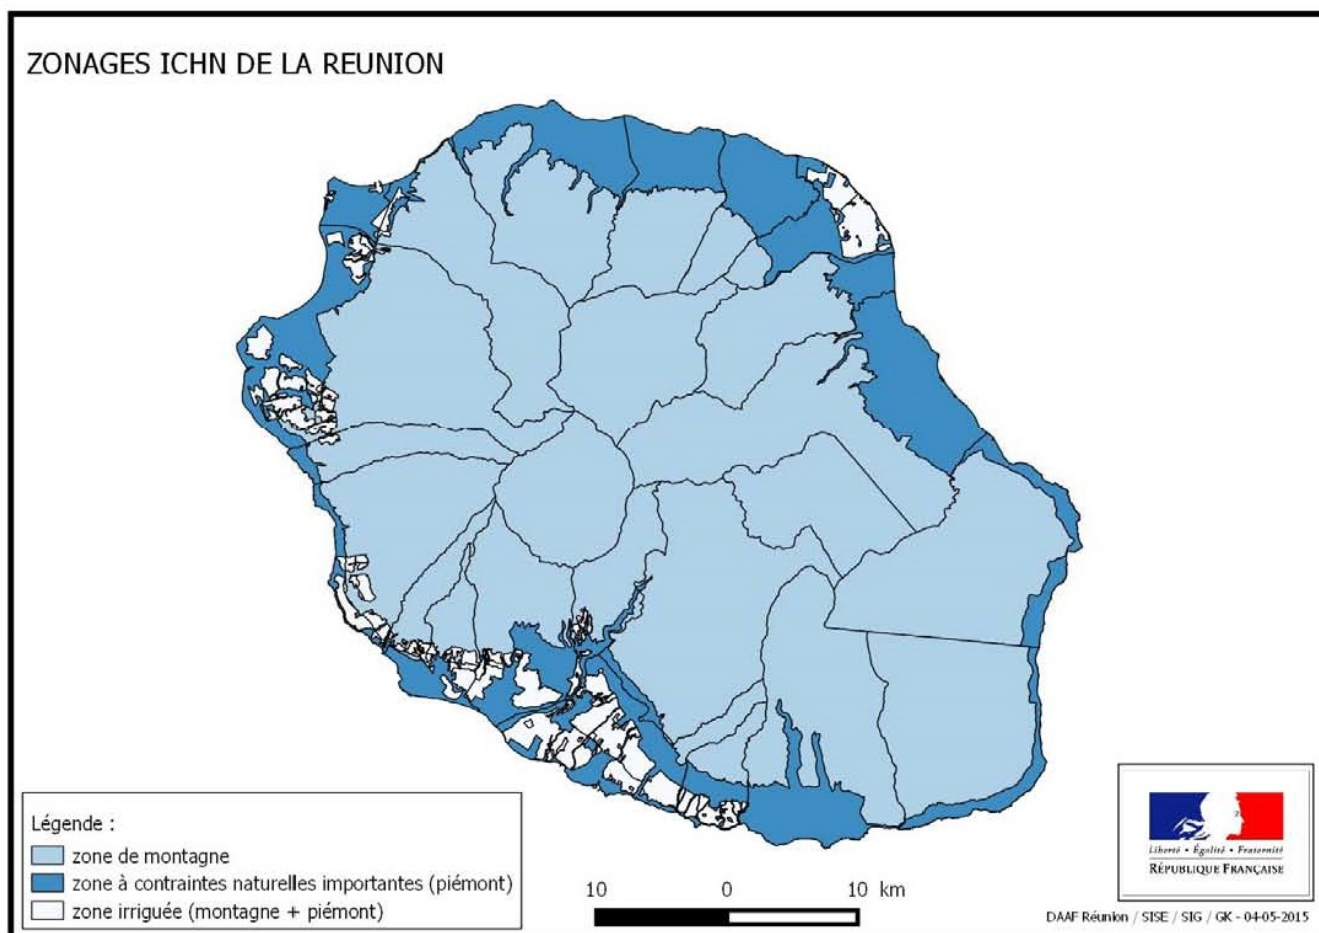 ZONAGES ICHN DE LA REUNION
Légende :
zone de montagne
zone à contraintes naturelles importantes (piémont)
zone irriguée (montagne + piémont)
10 0 10 km
Liberté • Égalité • Fraternité
RÉPUBLIQUE FRANÇAISE
DAAF Réunion / SISE / SIG / GK - 04-05-2015